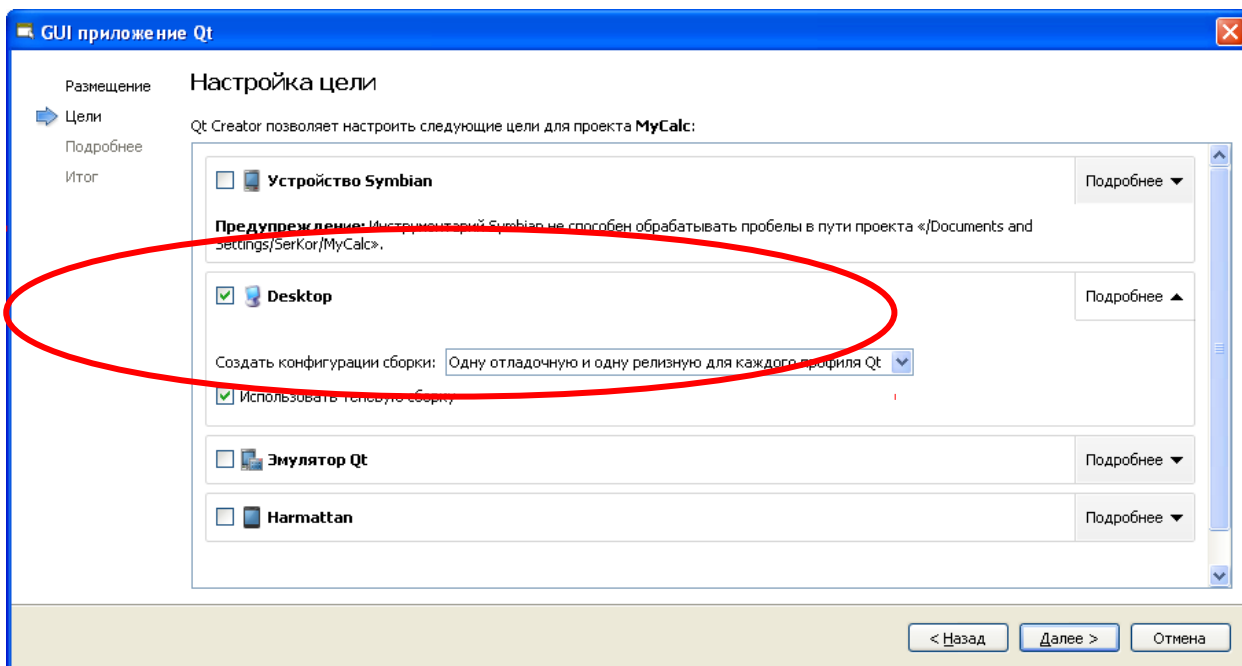 GUI приложение Qt
Размещение
Цели
Подробнее
Итог
Настройка цели
Qt Creator позволяет настроить следующие цели для проекта MyCalc:
Устройство Symbian
Подробнее
Предупреждение: Инструментарий Symbian не способен обрабатывать пробелы в пути проекта «/Documents and
Settings/SerKor/MyCalc».
Desktop
Подробнее
Создать конфигурации сборки: Одну отладочную и одну релизную для каждого профиля Qt
Использовать теневую сборку
Эмулятор Qt
Подробнее
Harmattan
Подробнее
< Назад
Далее >
Отмена